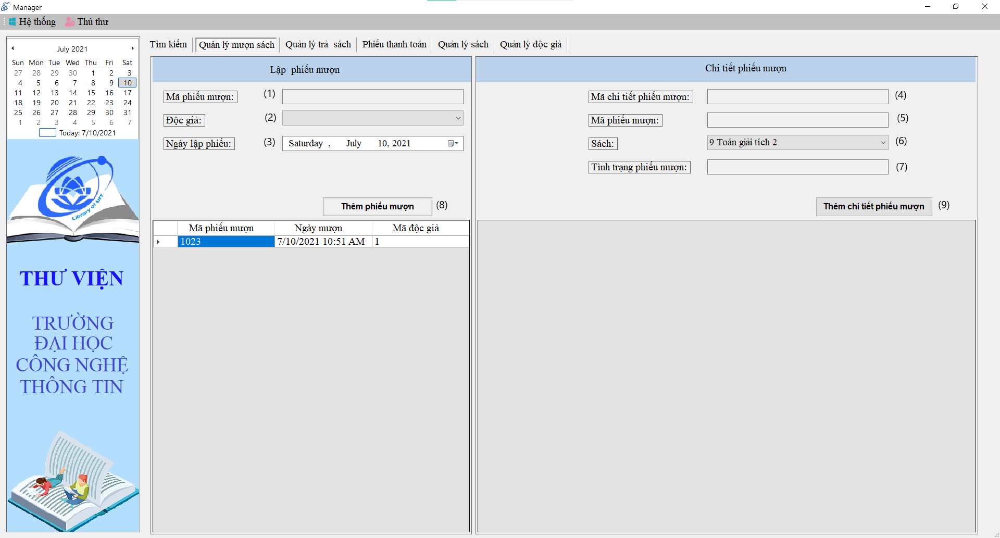 Manager
Hệ thống Thủ thư
July 2021
Sun Mon Tue Wed Thu Fri Sat
27 28 29 30 1 2 3
4 5 6 7 8 9 10
11 12 13 14 15 16 17
18 19 20 21 22 23 24
25 26 27 28 29 30 31
1 2 3 4 5 6 7
Today: 7/10/2021
Library of UIT
THƯ VIỆN
TRƯỜNG
ĐẠI HỌC
CÔNG NGHỆ
THÔNG TIN
Tìm kiếm Quản lý mượn sách Quản lý trả sách Phiếu thanh toán Quản lý sách Quản lý độc giả
Lập phiếu mượn
Mã phiếu mượn: (1)
Độc giả: (2)
Ngày lập phiếu: (3) Saturday , July 10, 2021
Thêm phiếu mượn (8)
Mã phiếu mượn Ngày mượn Mã độc giả
1023 7/10/2021 10:51 AM 1
Chi tiết phiếu mượn
Mã chi tiết phiếu mượn: (4)
Mã phiếu mượn: (5)
Sách: 9 Toán giải tích 2 (6)
Tình trạng phiếu mượn: (7)
Thêm chi tiết phiếu mượn (9)